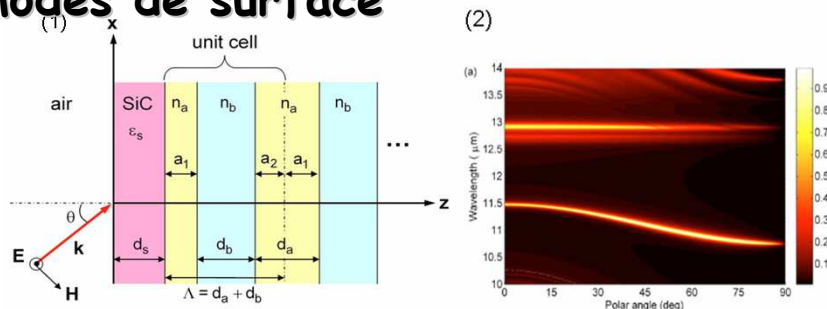 modes de surface
(1)
x
unit cell
air
SiC
εs
na
nb
na
nb
a1
a2
a1
...
z
θ
k
E
H
ds
db
da
Λ = da + db
(2)
(a)
14
13.5
13
12.5
12
11.5
11
10.5
10
Wavelength ( μm)
0
15
30
45
60
75
90
Polar angle (deg)
0.9
0.8
0.7
0.6
0.5
0.4
0.3
0.2
0.1